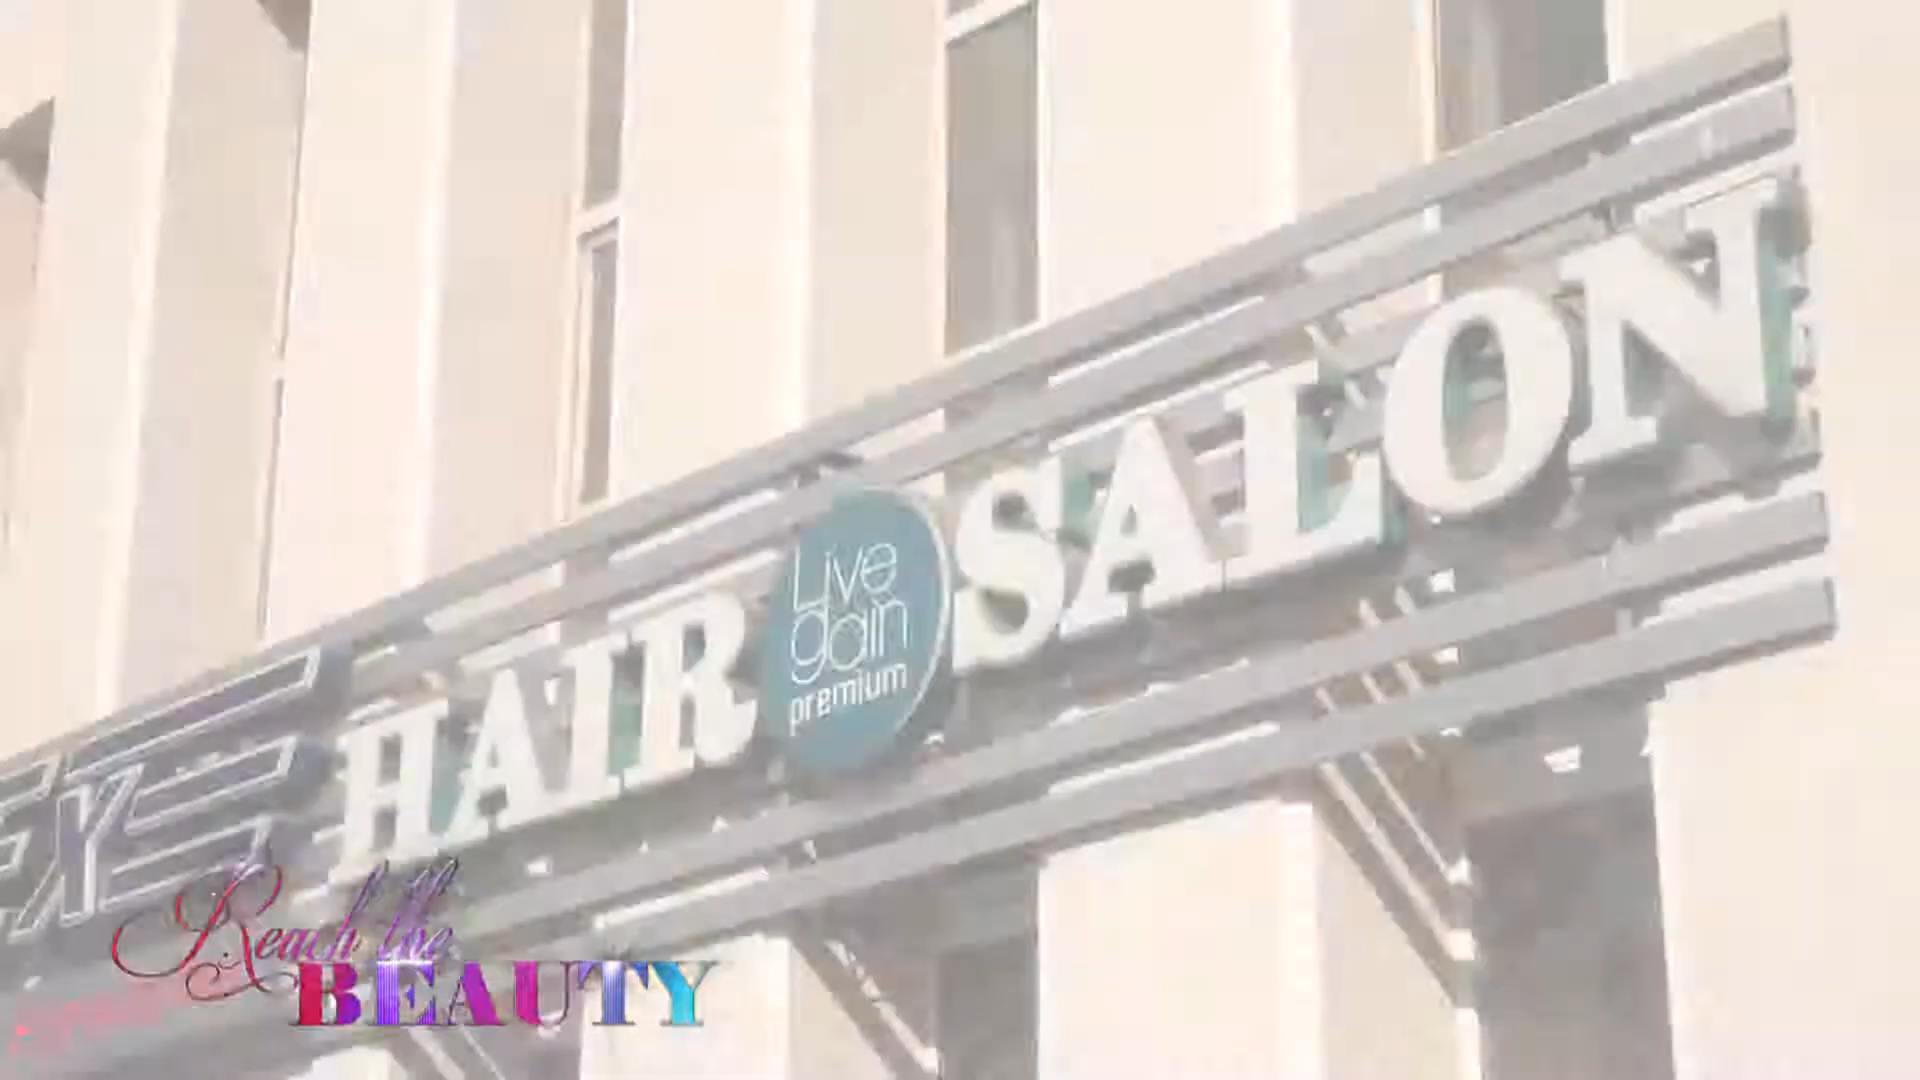 HAIR SALON
Live
gain
premium
Reach the
BEAUTY